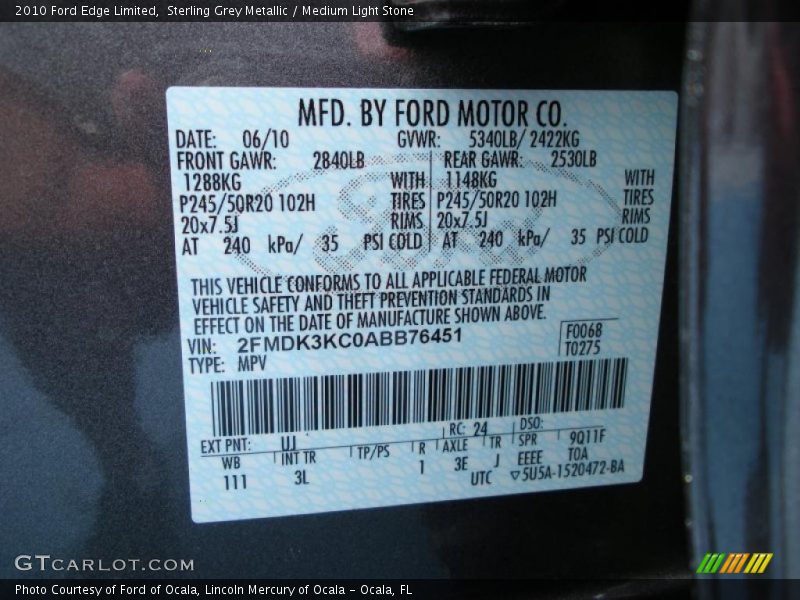 2010 Ford Edge Limited, Sterling Grey Metallic / Medium Light Stone
MFD. BY FORD MOTOR CO.
DATE: 06/10 GVWR: 5340LB/ 2422KG
FRONT GAWR: 2840LB REAR GAWR: 2530LB
1288KG WITH 1148KG WITH
P245/50R20 102H TIRES P245/50R20 102H TIRES
20x7.5J RIMS 20x7.5J RIMS
AT 240 kPa/ 35 PSI COLD AT 240 kPa/ 35 PSI COLD
THIS VEHICLE CONFORMS TO ALL APPLICABLE FEDERAL MOTOR
VEHICLE SAFETY AND THEFT PREVENTION STANDARDS IN
EFFECT ON THE DATE OF MANUFACTURE SHOWN ABOVE.
VIN: 2FMDK3KC0ABB76451 F0068
TYPE: MPV T0275
EXT PNT: UJ RC: 24 DSO:
WB INT TR TP/PS R AXLE TR SPR 9Q11F
111 3L 1 3E J EEEE TOA
UTC ▽5U5A-1520472-BA
GTCARLOT.COM
Photo Courtesy of Ford of Ocala, Lincoln Mercury of Ocala - Ocala, FL